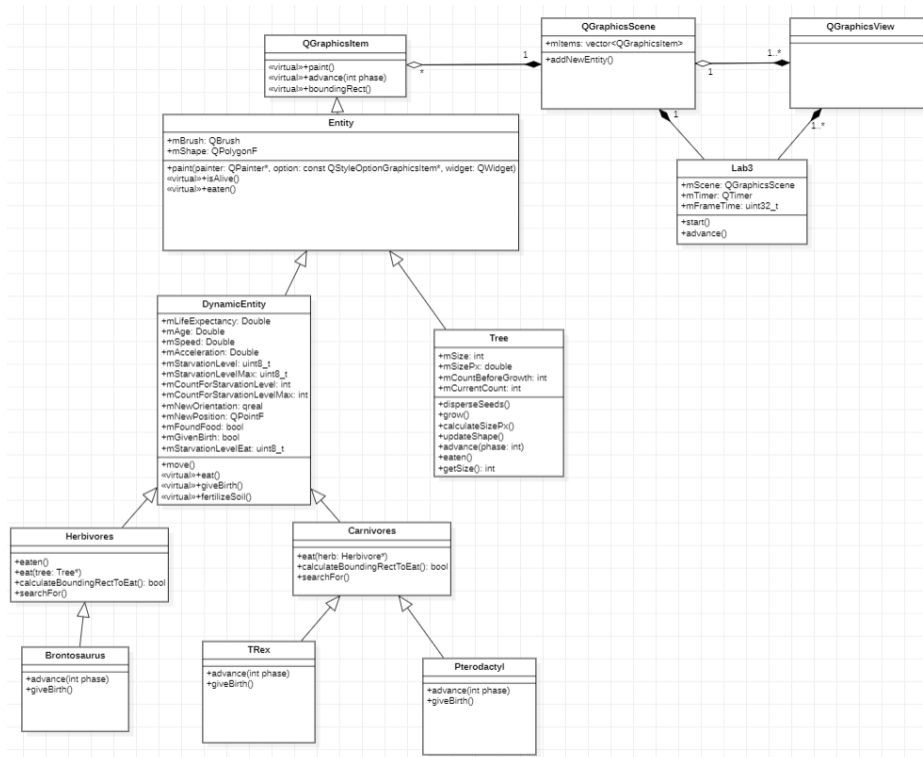 QGraphicsItem
«virtual»+paint()
«virtual»+advance(int phase)
«virtual»+boundingRect()
1
*
QGraphicsScene
+mItems: vector<QGraphicsItem>
+addNewEntity()
1..*
1
QGraphicsView
1
1..*
Lab3
+mScene: QGraphicsScene
+mTimer: QTimer
+mFrameTime: uint32_t
+start()
+advance()
Entity
+mBrush: QBrush
+mShape: QPolygonF
+paint(painter: QPainter*, option: const QStyleOptionGraphicsItem*, widget: QWidget)
«virtual»+isAlive()
«virtual»+eaten()
DynamicEntity
+mLifeExpectancy: Double
+mAge: Double
+mSpeed: Double
+mAcceleration: Double
+mStarvationLevel: uint8_t
+mStarvationLevelMax: uint8_t
+mCountForStarvationLevel: int
+mCountForStarvationLevelMax: int
+mNewOrientation: qreal
+mNewPosition: QPointF
+mFoundFood: bool
+mGivenBirth: bool
+mStarvationLevelEat: uint8_t
+move()
«virtual»+eat()
«virtual»+giveBirth()
«virtual»+fertilizeSoil()
Tree
+mSize: int
+mSizePx: double
+mCountBeforeGrowth: int
+mCurrentCount: int
+disperseSeeds()
+grow()
+calculateSizePx()
+updateShape()
+advance(phase: int)
+eaten()
+getSize(): int
Herbivores
+eaten()
+eat(tree: Tree*)
+calculateBoundingRectToEat(): bool
+searchFor()
Carnivores
+eat(herb: Herbivore*)
+calculateBoundingRectToEat(): bool
+searchFor()
Brontosaurus
+advance(int phase)
+giveBirth()
TRex
+advance(int phase)
+giveBirth()
Pterodactyl
+advance(int phase)
+giveBirth()